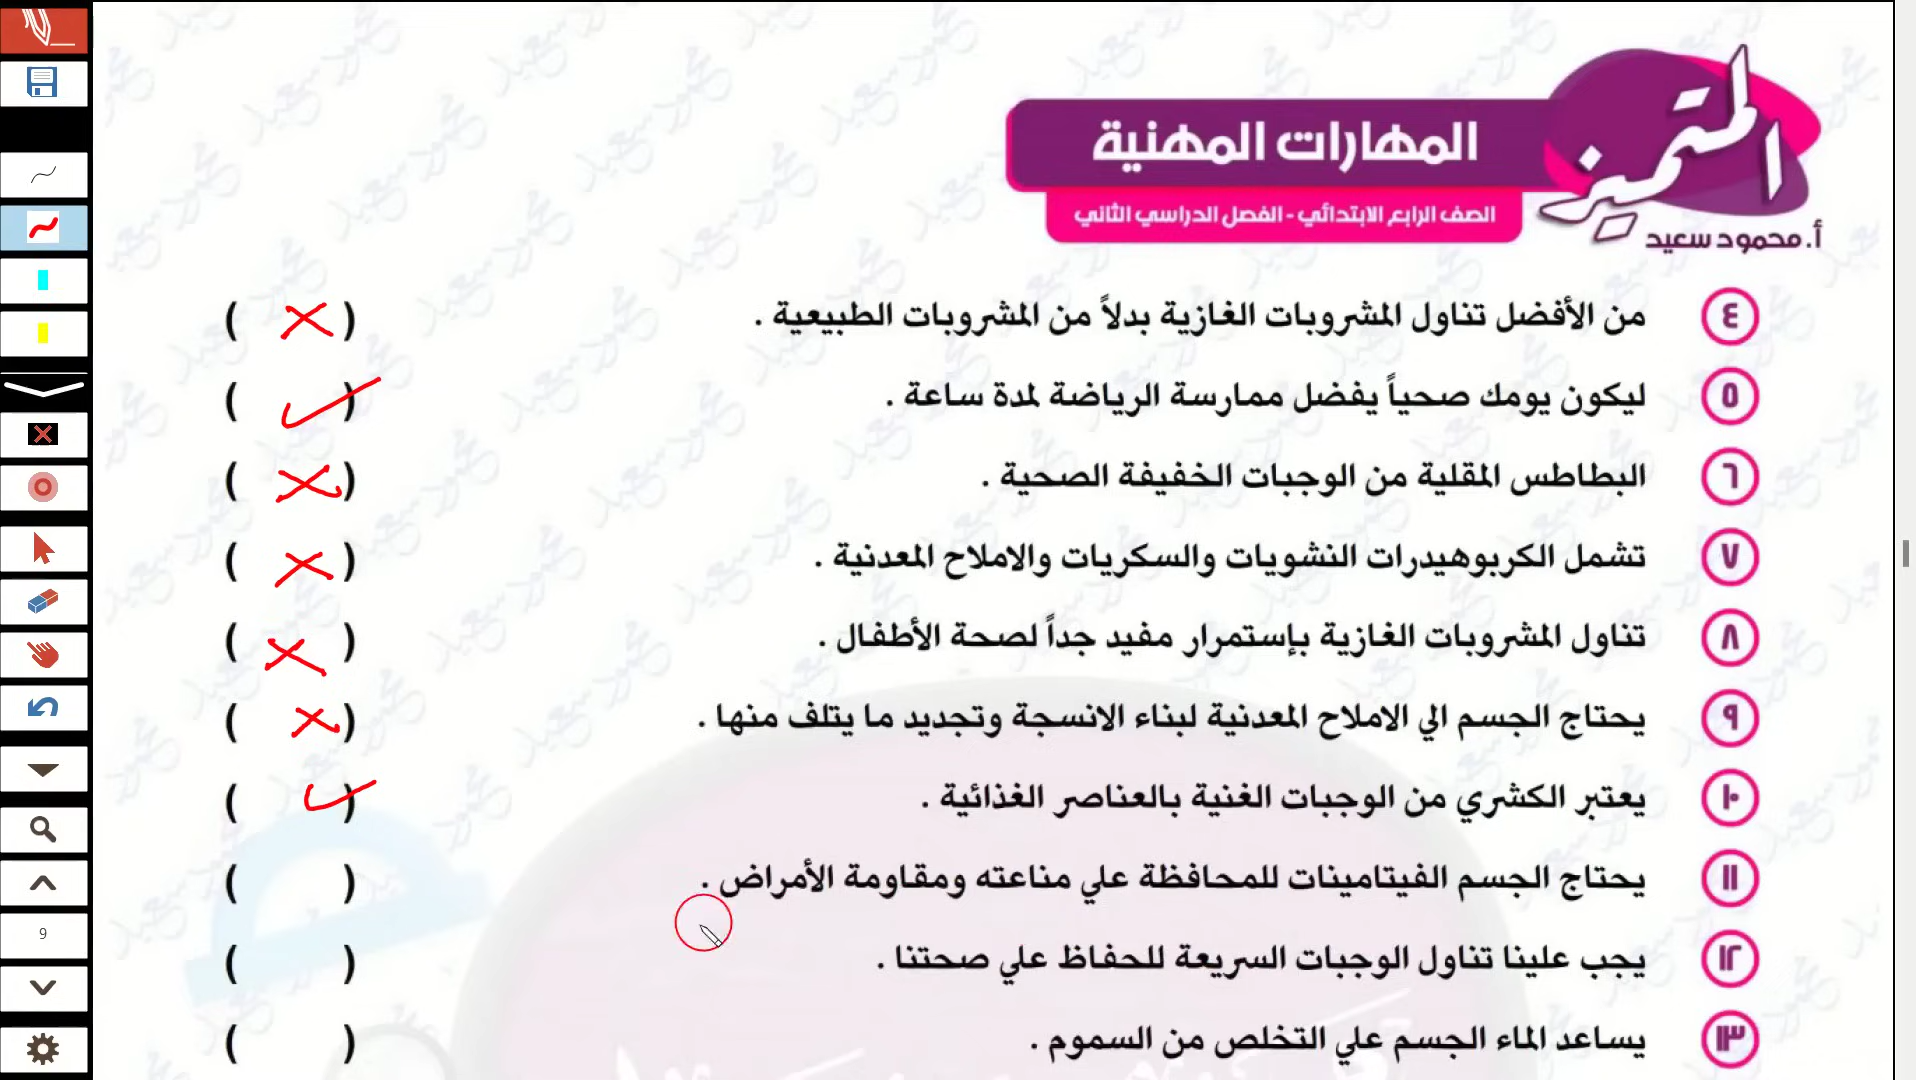 المتميز
المهارات المهنية
الصف الرابع الابتدائي - الفصل الدراسي الثاني
أ. محمود سعيد
٤ من الأفضل تناول المشروبات الغازية بدلاً من المشروبات الطبيعية . ( ✗ )
٥ ليكون يومك صحياً يفضل ممارسة الرياضة لمدة ساعة . ( ✓ )
٦ البطاطس المقلية من الوجبات الخفيفة الصحية . ( ✗ )
٧ تشمل الكربوهيدرات النشويات والسكريات والاملاح المعدنية . ( ✗ )
٨ تناول المشروبات الغازية بإستمرار مفيد جداً لصحة الأطفال . ( ✗ )
٩ يحتاج الجسم الي الاملاح المعدنية لبناء الانسجة وتجديد ما يتلف منها . ( ✗ )
١٠ يعتبر الكشري من الوجبات الغنية بالعناصر الغذائية . ( ✓ )
١١ يحتاج الجسم الفيتامينات للمحافظة علي مناعته ومقاومة الأمراض . ( )
١٢ يجب علينا تناول الوجبات السريعة للحفاظ علي صحتنا . ( )
١٣ يساعد الماء الجسم علي التخلص من السموم . ( )
9